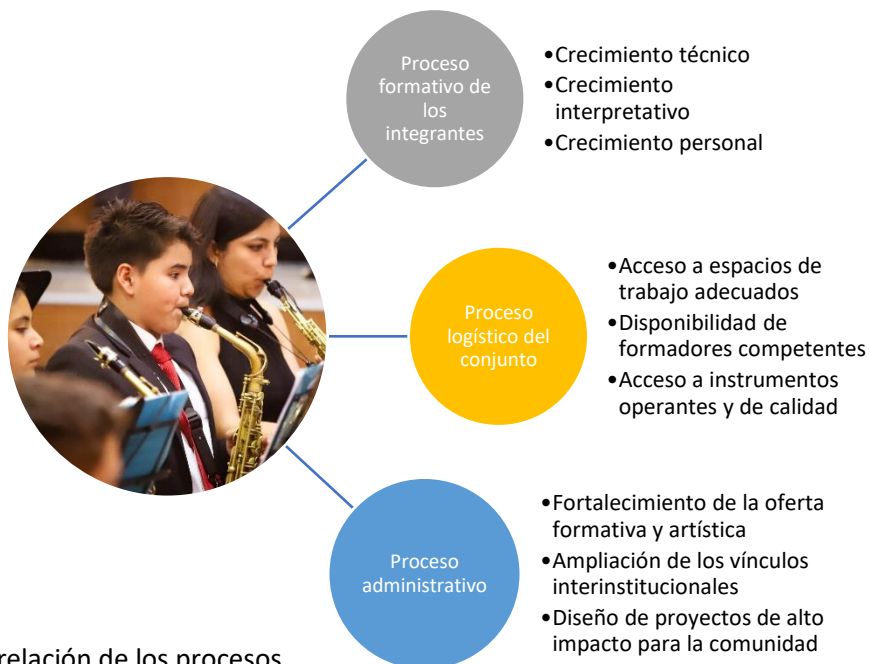 Proceso
formativo de
los
integrantes
•Crecimiento técnico
•Crecimiento
interpretativo
•Crecimiento personal
Proceso
logístico del
conjunto
•Acceso a espacios de
trabajo adecuados
•Disponibilidad de
formadores competentes
•Acceso a instrumentos
operantes y de calidad
Proceso
administrativo
•Fortalecimiento de la oferta
formativa y artística
•Ampliación de los vínculos
interinstitucionales
•Diseño de proyectos de alto
impacto para la comunidad
relación de los procesos